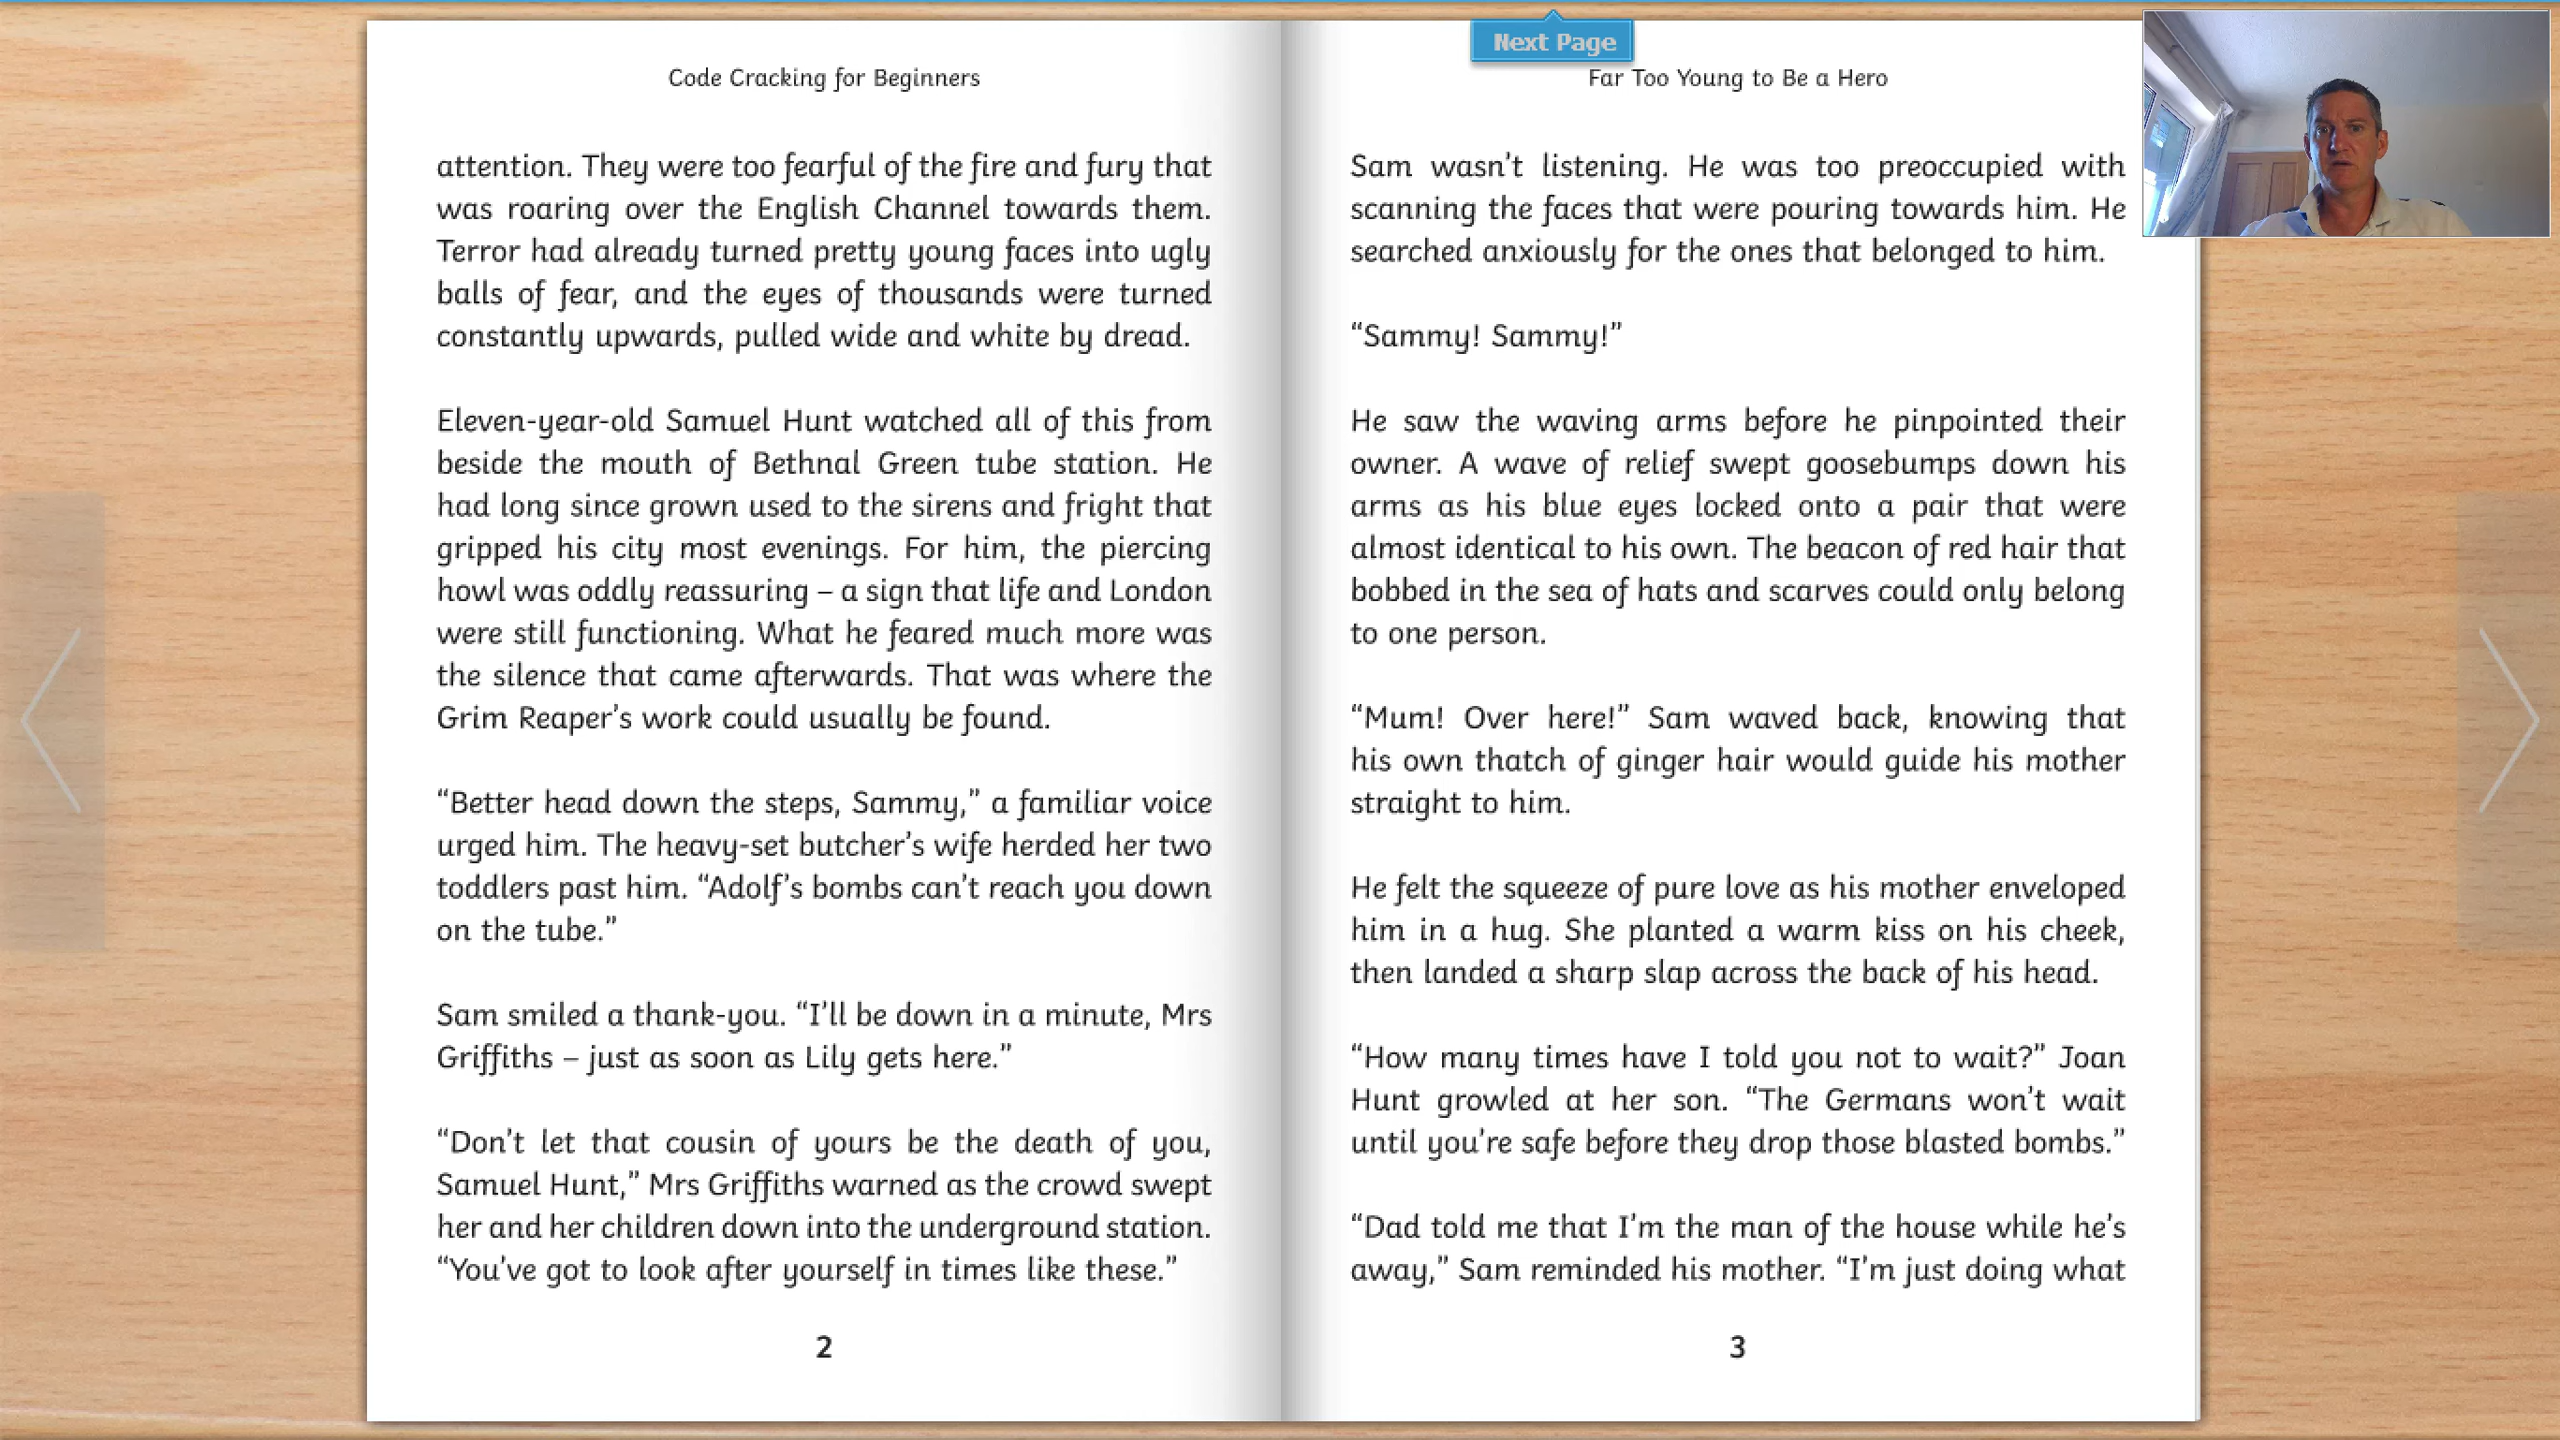 Next Page
Code Cracking for Beginners
attention. They were too fearful of the fire and fury that
was roaring over the English Channel towards them.
Terror had already turned pretty young faces into ugly
balls of fear, and the eyes of thousands were turned
constantly upwards, pulled wide and white by dread.
Eleven-year-old Samuel Hunt watched all of this from
beside the mouth of Bethnal Green tube station. He
had long since grown used to the sirens and fright that
gripped his city most evenings. For him, the piercing
howl was oddly reassuring – a sign that life and London
were still functioning. What he feared much more was
the silence that came afterwards. That was where the
Grim Reaper’s work could usually be found.
“Better head down the steps, Sammy,” a familiar voice
urged him. The heavy-set butcher’s wife herded her two
toddlers past him. “Adolf’s bombs can’t reach you down
on the tube.”
Sam smiled a thank-you. “I’ll be down in a minute, Mrs
Griffiths – just as soon as Lily gets here.”
“Don’t let that cousin of yours be the death of you,
Samuel Hunt,” Mrs Griffiths warned as the crowd swept
her and her children down into the underground station.
“You’ve got to look after yourself in times like these.”
2
Far Too Young to Be a Hero
Sam wasn’t listening. He was too preoccupied with
scanning the faces that were pouring towards him. He
searched anxiously for the ones that belonged to him.
“Sammy! Sammy!”
He saw the waving arms before he pinpointed their
owner. A wave of relief swept goosebumps down his
arms as his blue eyes locked onto a pair that were
almost identical to his own. The beacon of red hair that
bobbed in the sea of hats and scarves could only belong
to one person.
“Mum! Over here!” Sam waved back, knowing that
his own thatch of ginger hair would guide his mother
straight to him.
He felt the squeeze of pure love as his mother enveloped
him in a hug. She planted a warm kiss on his cheek,
then landed a sharp slap across the back of his head.
“How many times have I told you not to wait?” Joan
Hunt growled at her son. “The Germans won’t wait
until you’re safe before they drop those blasted bombs.”
“Dad told me that I’m the man of the house while he’s
away,” Sam reminded his mother. “I’m just doing what
3